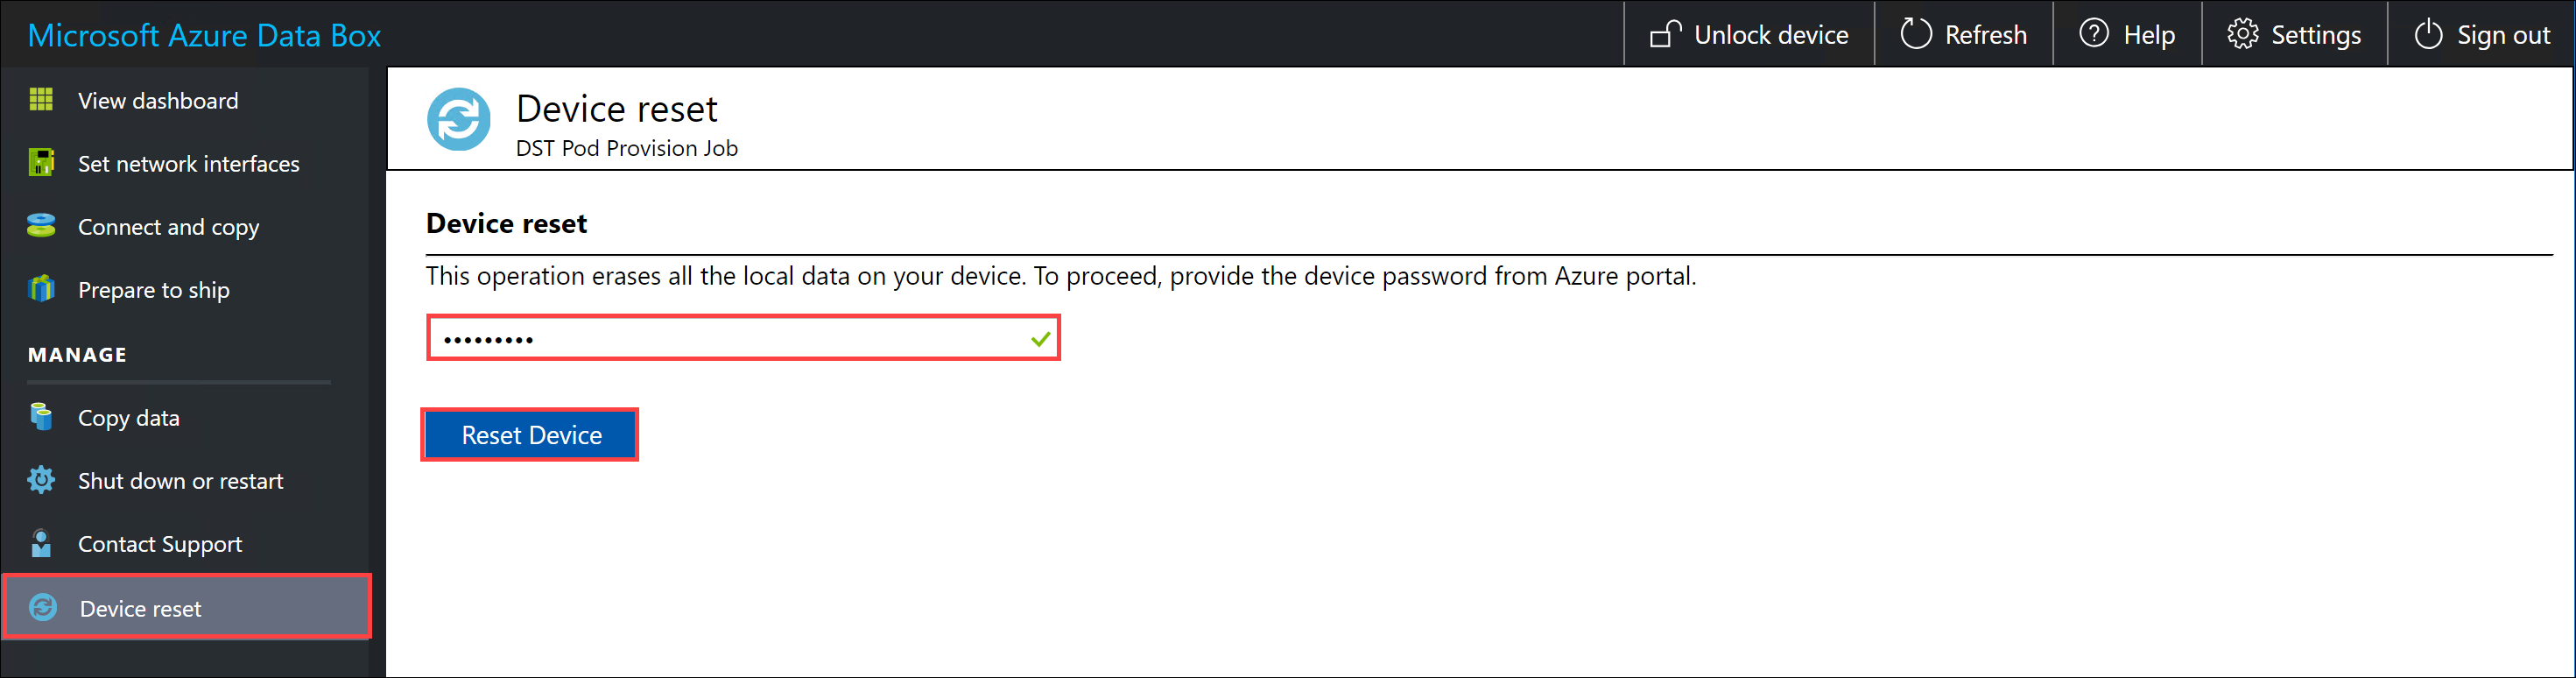 Microsoft Azure Data Box
Unlock device
Refresh
Help
Settings
Sign out
View dashboard
Set network interfaces
Connect and copy
Prepare to ship
MANAGE
Copy data
Shut down or restart
Contact Support
Device reset
Device reset
DST Pod Provision Job
Device reset
This operation erases all the local data on your device. To proceed, provide the device password from Azure portal.
•••••••••
Reset Device